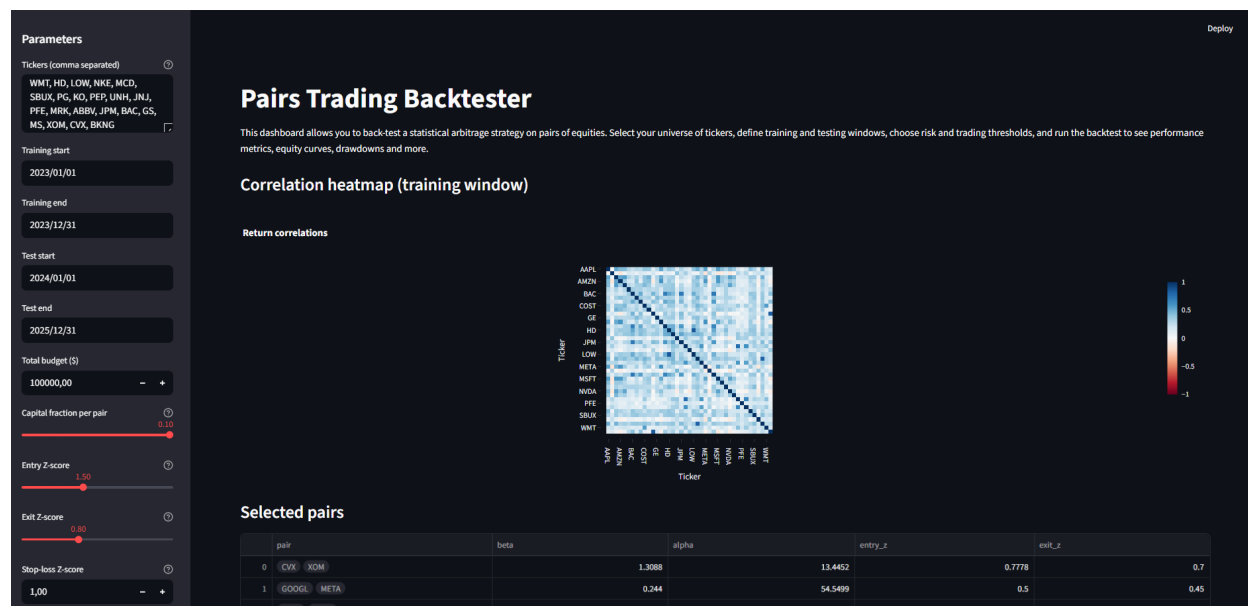 Parameters
Tickers (comma separated)
WMT, HD, LOW, NKE, MCD,
SBUX, PG, KO, PEP, UNH, JNJ,
PFE, MRK, ABBV, JPM, BAC, GS,
MS, XOM, CVX, BKNG
Training start
2023/01/01
Training end
2023/12/31
Test start
2024/01/01
Test end
2025/12/31
Total budget ($)
100000,00
Capital fraction per pair
0.10
Entry Z-score
1.50
Exit Z-score
0.80
Stop-loss Z-score
1,00
Deploy
Pairs Trading Backtester
This dashboard allows you to back-test a statistical arbitrage strategy on pairs of equities. Select your universe of tickers, define training and testing windows, choose risk and trading thresholds, and run the backtest to see performance
metrics, equity curves, drawdowns and more.
Correlation heatmap (training window)
Return correlations
Ticker
AAPL
AMZN
BAC
COST
GE
HD
JPM
LOW
META
MSFT
NVDA
PFE
SBUX
WMT
AAPL AMZN BAC COST GE HD JPM LOW META MSFT NVDA PFE SBUX WMT
Ticker
1
0.5
0
−0.5
−1
Selected pairs
pair beta alpha entry_z exit_z
0 CVX XOM 1.3088 13.4452 0.7778 0.7
1 GOOGL META 0.244 54.5499 0.5 0.45